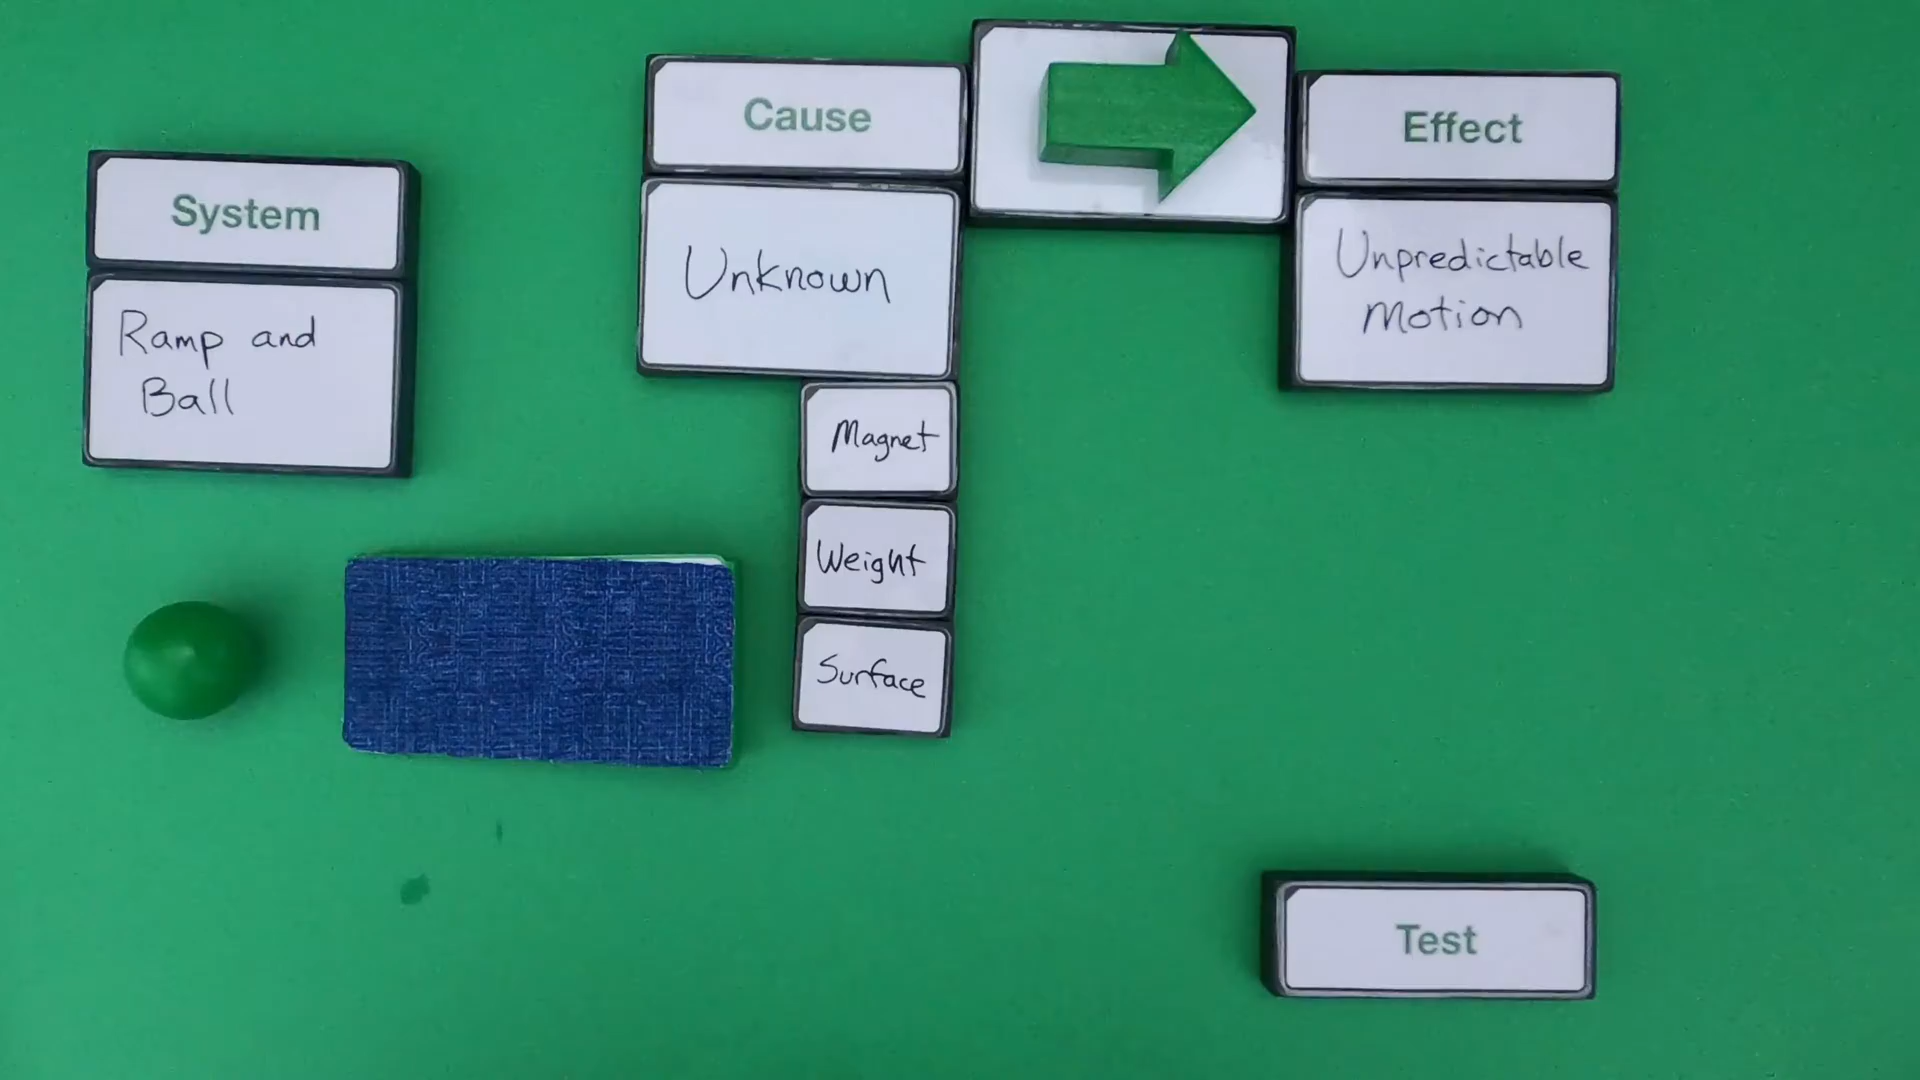 System
Ramp and
Ball
Cause
Unknown
Magnet
Weight
Surface
Effect
Unpredictable
Motion
Test